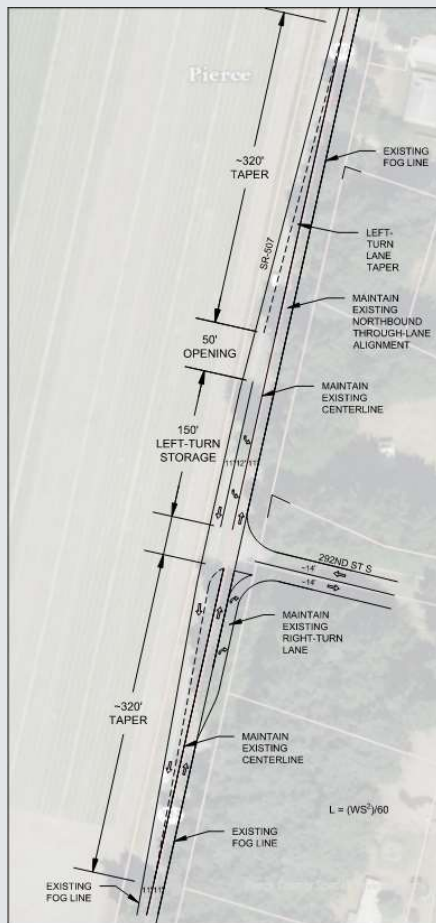 Pierce
~320'
TAPER
EXISTING
FOG LINE
SR-507
LEFT-
TURN
LANE
TAPER
MAINTAIN
EXISTING
NORTHBOUND
THROUGH-LANE
ALIGNMENT
50'
OPENING
MAINTAIN
EXISTING
CENTERLINE
150'
LEFT-TURN
STORAGE
11' 12' 11'
292ND ST S
~14'
~14'
MAINTAIN
EXISTING
RIGHT-TURN
LANE
~320'
TAPER
MAINTAIN
EXISTING
CENTERLINE
L = (WS²)/60
EXISTING
FOG LINE
EXISTING
FOG LINE
11' 11'